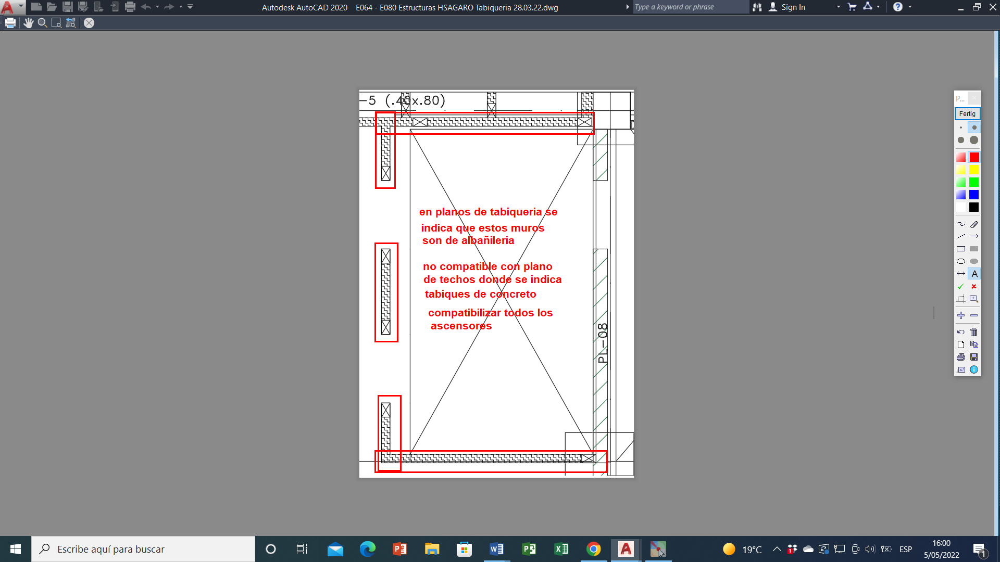 Autodesk AutoCAD 2020 E064 - E080 Estructuras HSAGARO Tabiqueria 28.03.22.dwg
Type a keyword or phrase
Sign In
P...
Fertig
-5 (.40x.80)
en planos de tabiqueria se
indica que estos muros
son de albañileria
no compatible con plano
de techos donde se indica
tabiques de concreto
compatibilizar todos los
ascensores
PL-08
Escribe aquí para buscar
19°C
1
ESP
16:00
5/05/2022
1